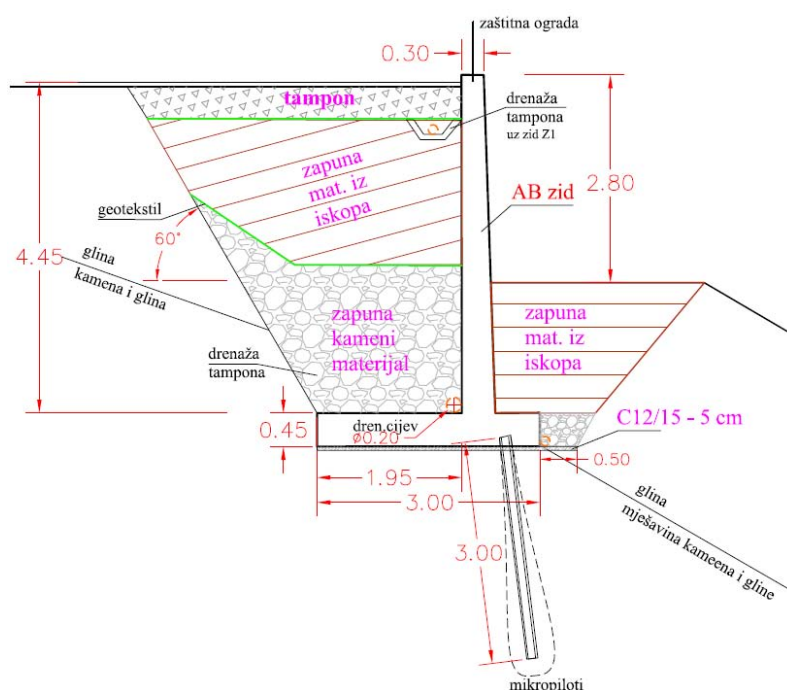 zaštitna ograda
0.30
tampon
drenaža
tampona
uz zid Z1
zapuna
mat. iz
iskopa
2.80
AB zid
geotekstil
60°
glina
kamena i glina
4.45
zapuna
kameni
materijal
zapuna
mat. iz
iskopa
drenaža
tampona
C12/15 - 5 cm
0.45
dren.cijev
ø0.20
0.50
1.95
3.00
glina
mješavina kameena i gline
3.00
mikropiloti